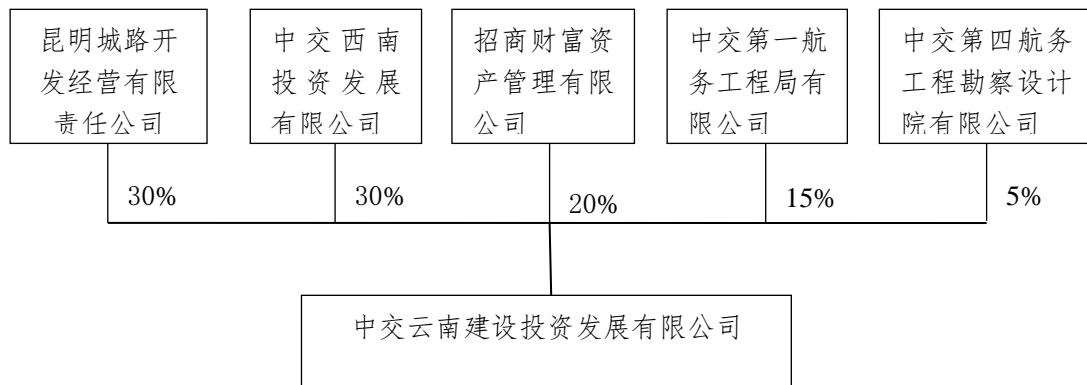 昆明城路开
发经营有限
责任公司
中交西南
投资发展
有限公司
招商财富资
产管理有限
公司
中交第一航
务工程局有
限公司
中交第四航务
工程勘察设计
院有限公司
30%
30%
20%
15%
5%
中交云南建设投资发展有限公司